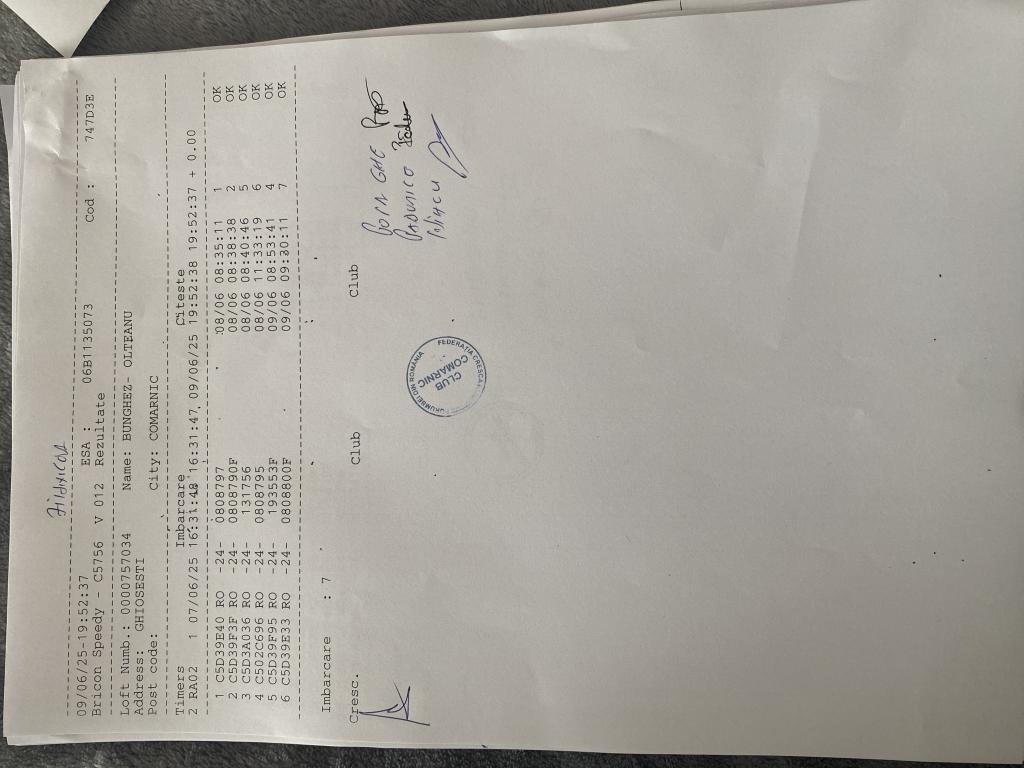 09/06/25-19:52:37 ESA : 06B1135073 Cod : 747D3E
Bricon Speedy - C5756 V 012 Rezultate
Loft Numb.: 0000757034 Name: BUNGHEZ- OLTEANU
Address: GHIOSESTI
Post code: City: COMARNIC
Timers Imbarcare Citeste
2 RA02 1 07/06/25 16:31:48 16:31:47, 09/06/25 19:52:38 19:52:37 + 0.00
1 C5D39E40 RO -24- 0808797 08/06 08:35:11 1 OK
2 C5D39F3F RO -24- 0808790F 08/06 08:38:38 2 OK
3 C5D3A036 RO -24- 131756 08/06 08:40:46 5 OK
4 C502C696 RO -24- 0808795 08/06 11:33:19 6 OK
5 C5D39F95 RO -24- 193553F 09/06 08:53:41 4 OK
6 C5D39E33 RO -24- 0808800F 09/06 09:20:11 7 OK
Imbarcare : 7
Cresc. Club Club
CLUB
COMARNIC